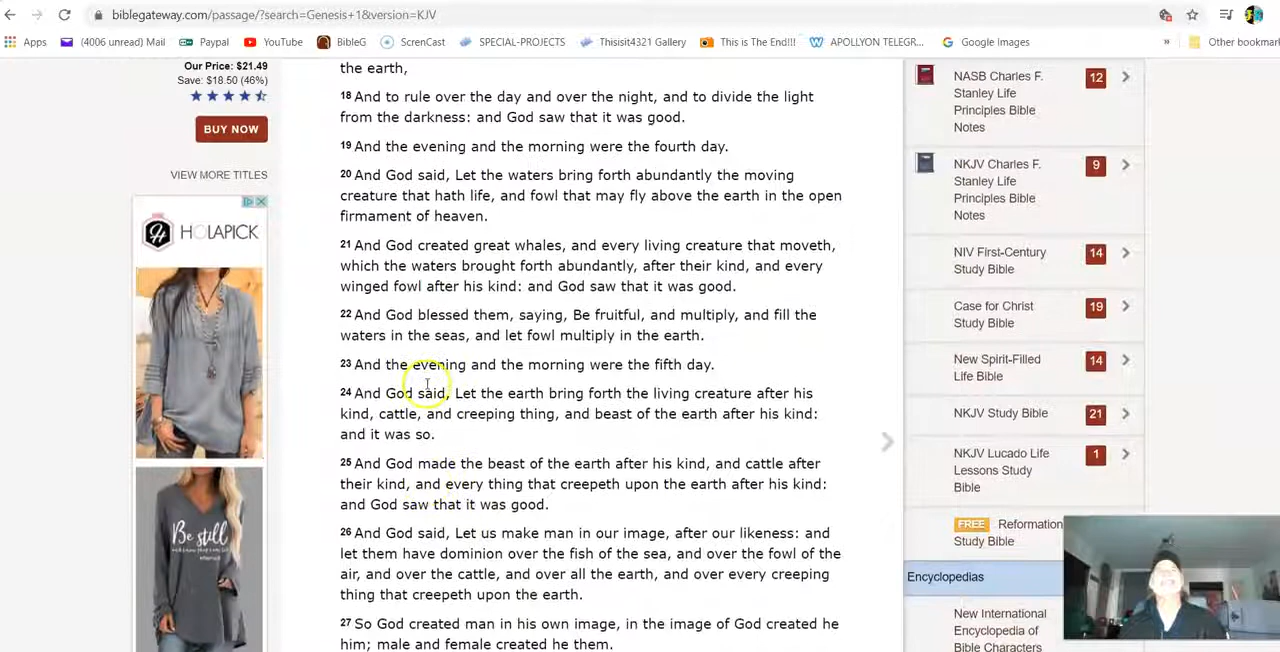 biblegateway.com/passage/?search=Genesis+1&version=KJV
Apps
(4006 unread) Mail
Paypal
YouTube
BibleG
ScrenCast
SPECIAL-PROJECTS
Thisisit4321 Gallery
This is The End!!!
APOLLYON TELEGR...
Google Images
»
Other bookmar
Our Price: $21.49
Save: $18.50 (46%)
BUY NOW
VIEW MORE TITLES
HOLAPICK
Be still
the earth,
18 And to rule over the day and over the night, and to divide the light
from the darkness: and God saw that it was good.
19 And the evening and the morning were the fourth day.
20 And God said, Let the waters bring forth abundantly the moving
creature that hath life, and fowl that may fly above the earth in the open
firmament of heaven.
21 And God created great whales, and every living creature that moveth,
which the waters brought forth abundantly, after their kind, and every
winged fowl after his kind: and God saw that it was good.
22 And God blessed them, saying, Be fruitful, and multiply, and fill the
waters in the seas, and let fowl multiply in the earth.
23 And the evening and the morning were the fifth day.
24 And God said, Let the earth bring forth the living creature after his
kind, cattle, and creeping thing, and beast of the earth after his kind:
and it was so.
25 And God made the beast of the earth after his kind, and cattle after
their kind, and every thing that creepeth upon the earth after his kind:
and God saw that it was good.
26 And God said, Let us make man in our image, after our likeness: and
let them have dominion over the fish of the sea, and over the fowl of the
air, and over the cattle, and over all the earth, and over every creeping
thing that creepeth upon the earth.
27 So God created man in his own image, in the image of God created he
him; male and female created he them.
NASB Charles F.
Stanley Life
Principles Bible
Notes
12
NKJV Charles F.
Stanley Life
Principles Bible
Notes
9
NIV First-Century
Study Bible
14
Case for Christ
Study Bible
19
New Spirit-Filled
Life Bible
14
NKJV Study Bible
21
NKJV Lucado Life
Lessons Study
Bible
1
FREE Reformation
Study Bible
Encyclopedias
New International
Encyclopedia of
Bible Characters